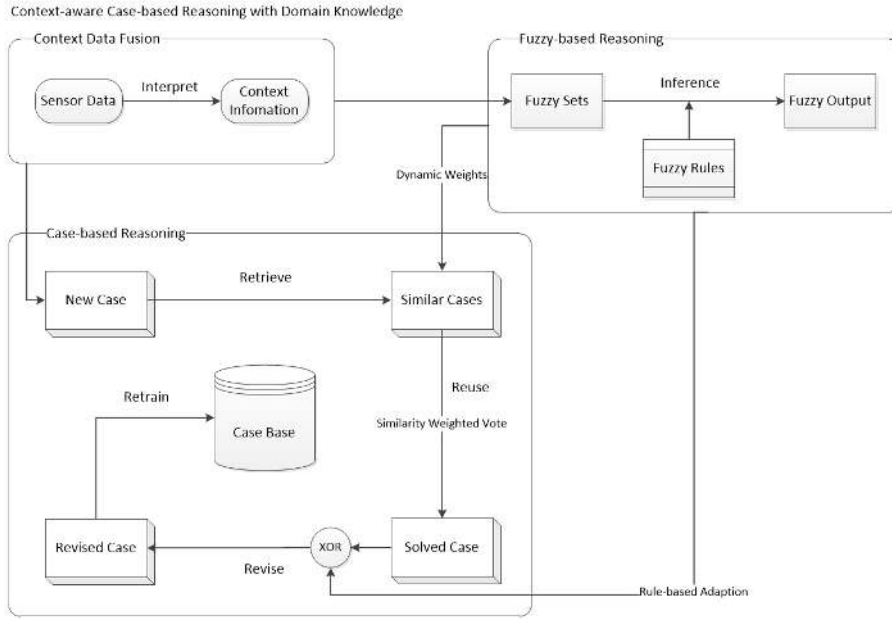 Context-aware Case-based Reasoning with Domain Knowledge
Context Data Fusion
Fuzzy-based Reasoning
Sensor Data
Interpret
Context
Infomation
Fuzzy Sets
Inference
Fuzzy Output
Fuzzy Rules
Dynamic Weights
Case-based Reasoning
New Case
Retrieve
Similar Cases
Reuse
Retrain
Similarity Weighted Vote
Case Base
Revised Case
Revise
XOR
Solved Case
Rule-based Adaption